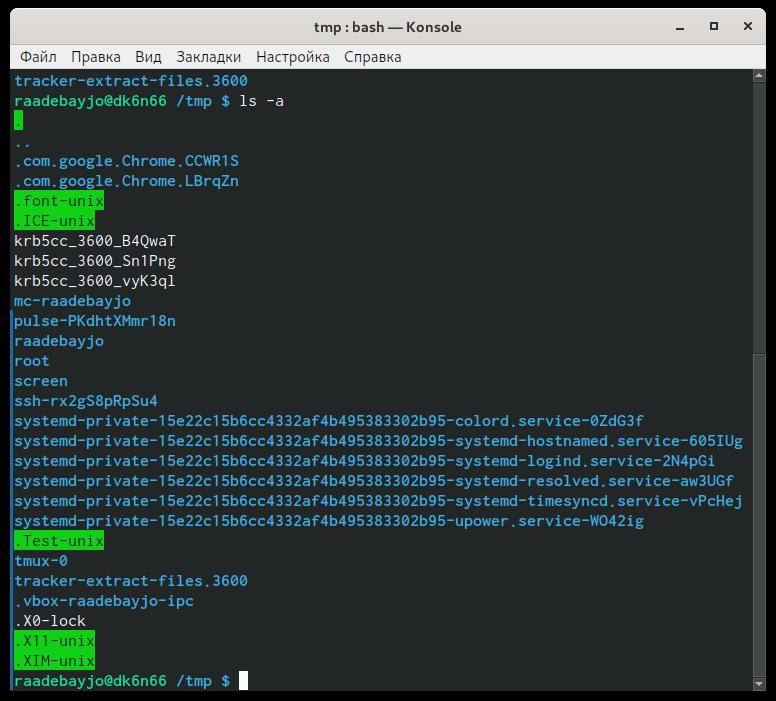 tmp : bash — Konsole
Файл Правка Вид Закладки Настройка Справка
tracker-extract-files.3600
raadebayjo@dk6n66 /tmp $ ls -a
.
..
.com.google.Chrome.CCWR1S
.com.google.Chrome.LBrqZn
.font-unix
.ICE-unix
krb5cc_3600_B4QwaT
krb5cc_3600_Sn1Png
krb5cc_3600_vyK3ql
mc-raadebayjo
pulse-PKdhtXMmr18n
raadebayjo
root
screen
ssh-rx2gS8pRpSu4
systemd-private-15e22c15b6cc4332af4b495383302b95-colord.service-0ZdG3f
systemd-private-15e22c15b6cc4332af4b495383302b95-systemd-hostnamed.service-605IUg
systemd-private-15e22c15b6cc4332af4b495383302b95-systemd-logind.service-2N4pGi
systemd-private-15e22c15b6cc4332af4b495383302b95-systemd-resolved.service-aw3UGf
systemd-private-15e22c15b6cc4332af4b495383302b95-systemd-timesyncd.service-vPcHej
systemd-private-15e22c15b6cc4332af4b495383302b95-upower.service-WO42ig
.Test-unix
tmux-0
tracker-extract-files.3600
.vbox-raadebayjo-ipc
.X0-lock
.X11-unix
.XIM-unix
raadebayjo@dk6n66 /tmp $